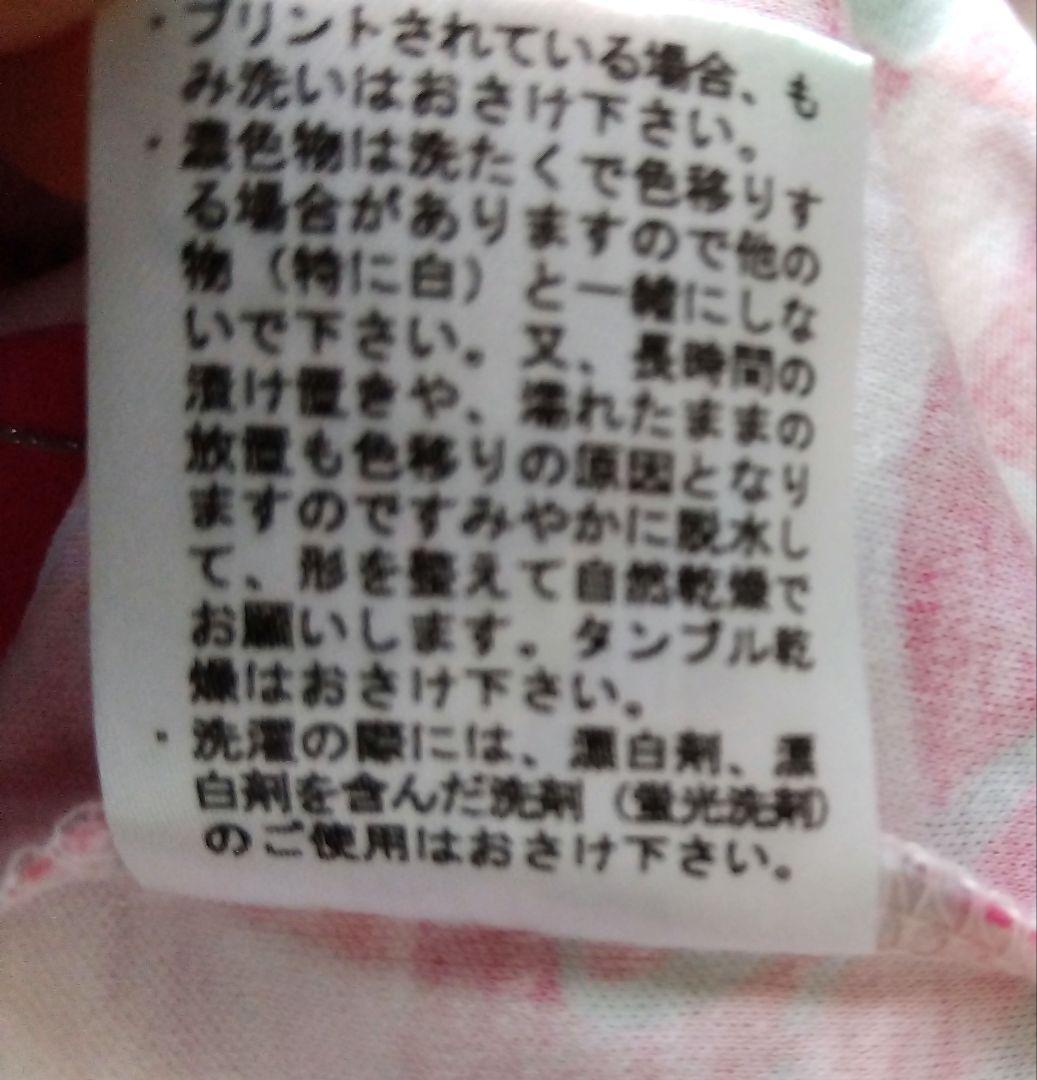 ・プリントされている場合、も
み洗いはおさけ下さい。
・濃色物は洗たくで色移りす
る場合がありますので他の
物（特に白）と一緒にしな
いで下さい。又、長時間の
漬け置きや、濡れたままの
放置も色移りの原因となり
ますのですみやかに脱水し
て、形を整えて自然乾燥で
お願いします。タンブル乾
燥はおさけ下さい。
・洗濯の際には、漂白剤、漂
白剤を含んだ洗剤（蛍光洗剤）
のご使用はおさけ下さい。